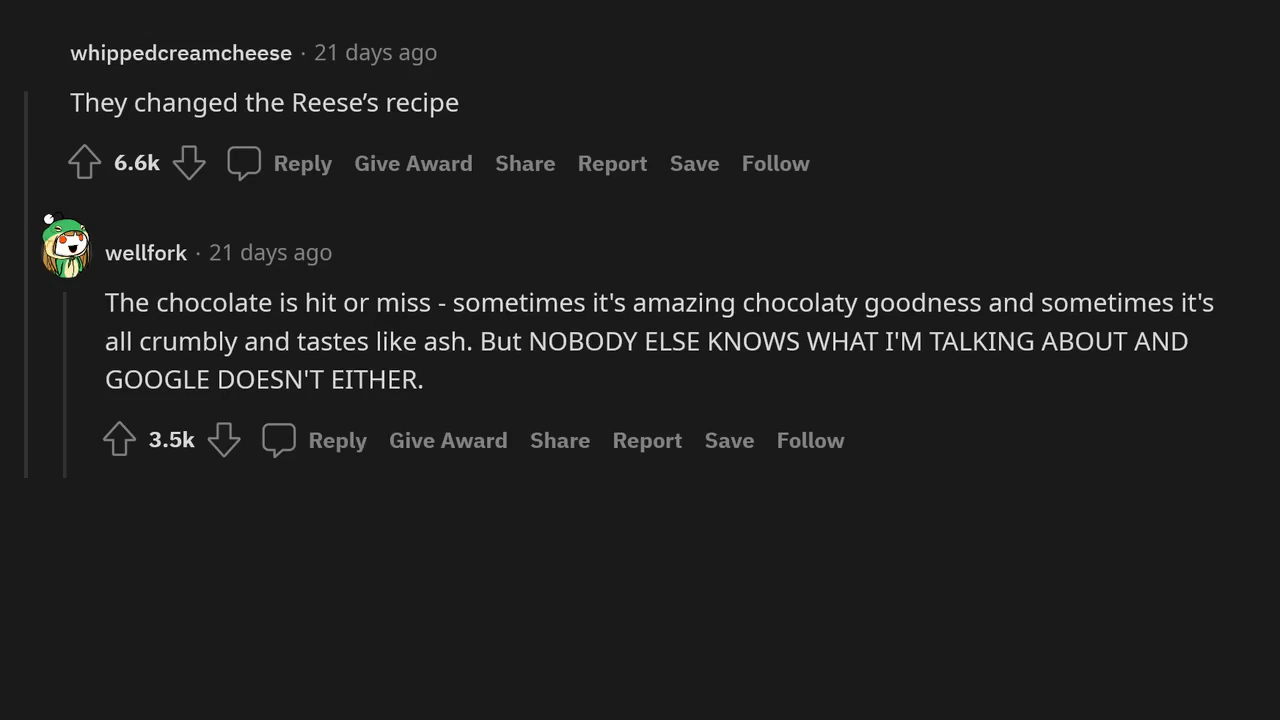 whippedcreamcheese · 21 days ago
They changed the Reese’s recipe
6.6k Reply Give Award Share Report Save Follow
wellfork · 21 days ago
The chocolate is hit or miss - sometimes it's amazing chocolaty goodness and sometimes it's
all crumbly and tastes like ash. But NOBODY ELSE KNOWS WHAT I'M TALKING ABOUT AND
GOOGLE DOESN'T EITHER.
3.5k Reply Give Award Share Report Save Follow